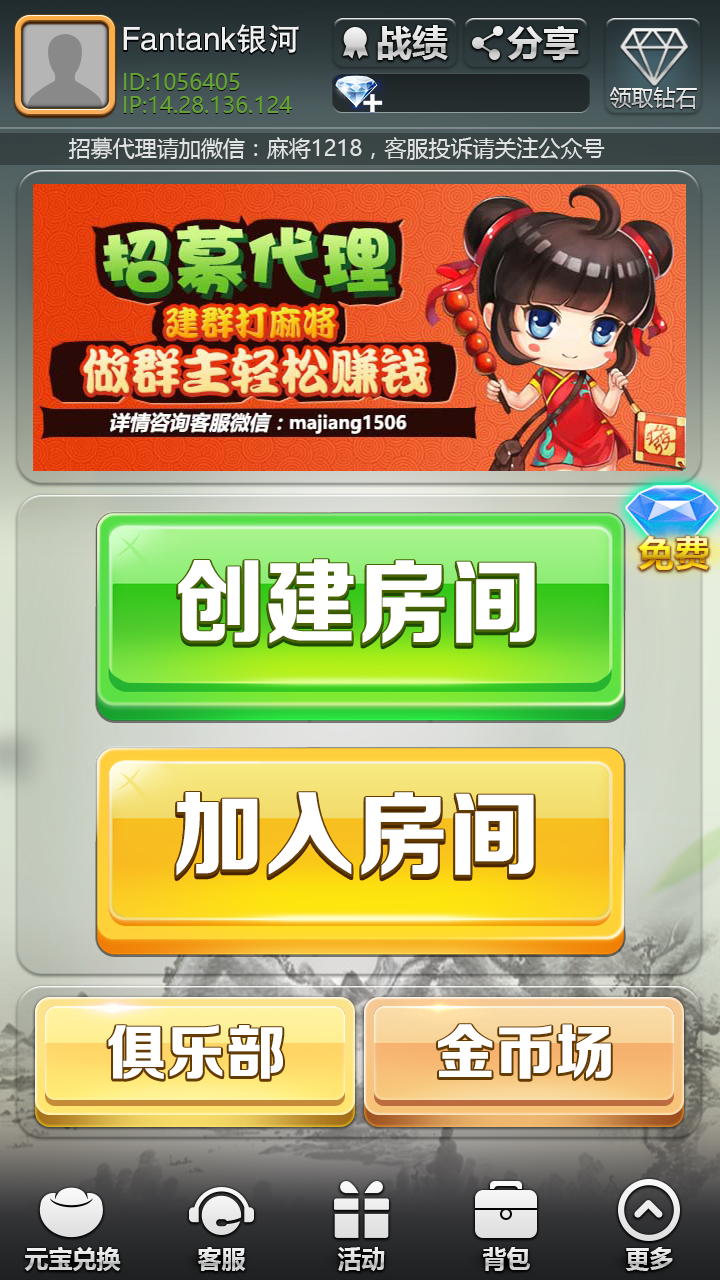 Fantank银河
战绩
分享
ID:1056405
IP:14.28.136.124
领取钻石
招募代理请加微信：麻将1218，客服投诉请关注公众号
招募代理
建群打麻将
做群主轻松赚钱
详情咨询客服微信：majiang1506
發
免费
创建房间
加入房间
俱乐部
金币场
元宝兑换
客服
活动
背包
更多